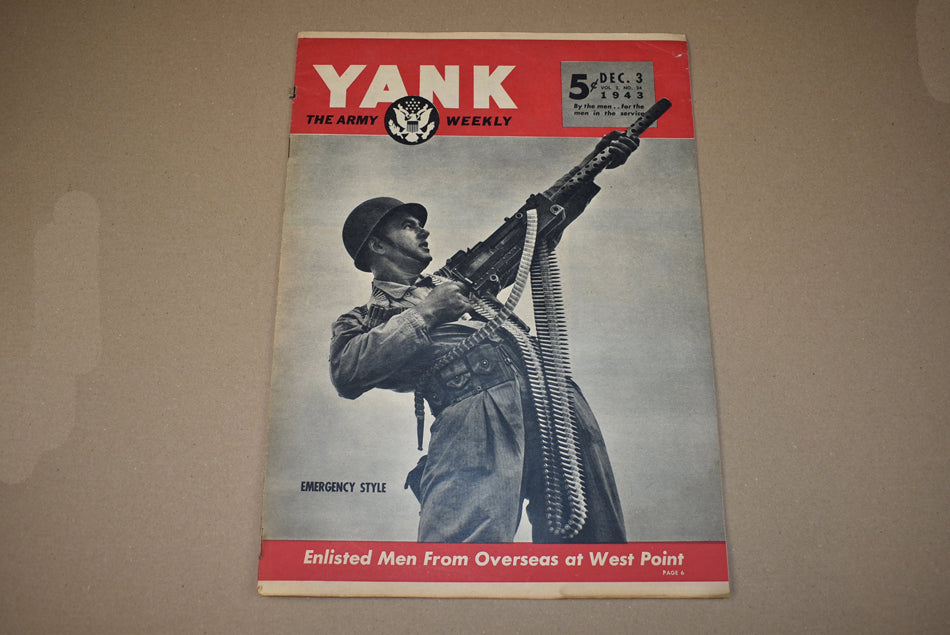 YANK
THE ARMY WEEKLY
5¢ DEC. 3
VOL. 2, NO. 24
1943
By the men . . for the
men in the service
EMERGENCY STYLE
Enlisted Men From Overseas at West Point
PAGE 6